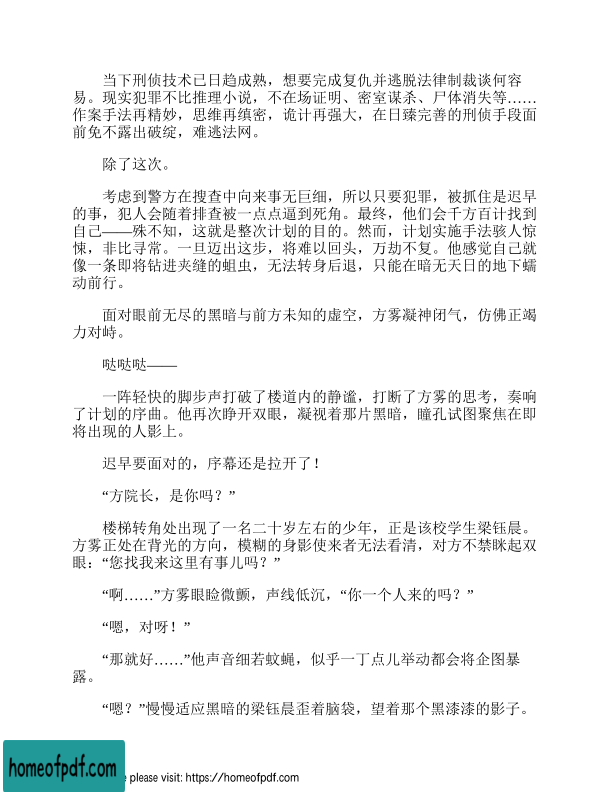 当下刑侦技术已日趋成熟，想要完成复仇并逃脱法律制裁谈何容
易。现实犯罪不比推理小说，不在场证明、密室谋杀、尸体消失等……
作案手法再精妙，思维再缜密，诡计再强大，在日臻完善的刑侦手段面
前免不露出破绽，难逃法网。
除了这次。
考虑到警方在搜查中向来事无巨细，所以只要犯罪，被抓住是迟早
的事，犯人会随着排查被一点点逼到死角。最终，他们会千方百计找到
自己——殊不知，这就是整次计划的目的。然而，计划实施手法骇人惊
悚，非比寻常。一旦迈出这步，将难以回头，万劫不复。他感觉自己就
像一条即将钻进夹缝的蛆虫，无法转身后退，只能在暗无天日的地下蠕
动前行。
面对眼前无尽的黑暗与前方未知的虚空，方雾凝神闭气，仿佛正竭
力对峙。
哒哒哒——
一阵轻快的脚步声打破了楼道内的静谧，打断了方雾的思考，奏响
了计划的序曲。他再次睁开双眼，凝视着那片黑暗，瞳孔试图聚焦在即
将出现的人影上。
迟早要面对的，序幕还是拉开了！
“方院长，是你吗？”
楼梯转角处出现了一名二十岁左右的少年，正是该校学生梁钰晨。
方雾正处在背光的方向，模糊的身影使来者无法看清，对方不禁眯起双
眼：“您找我来这里有事儿吗？”
“啊……”方雾眼睑微颤，声线低沉，“你一个人来的吗？”
“嗯，对呀！”
“那就好……”他声音细若蚊蝇，似乎一丁点儿举动都会将企图暴
露。
“嗯？”慢慢适应黑暗的梁钰晨歪着脑袋，望着那个黑漆漆的影子。
homeofpdf.com
e please visit: https://homeofpdf.com